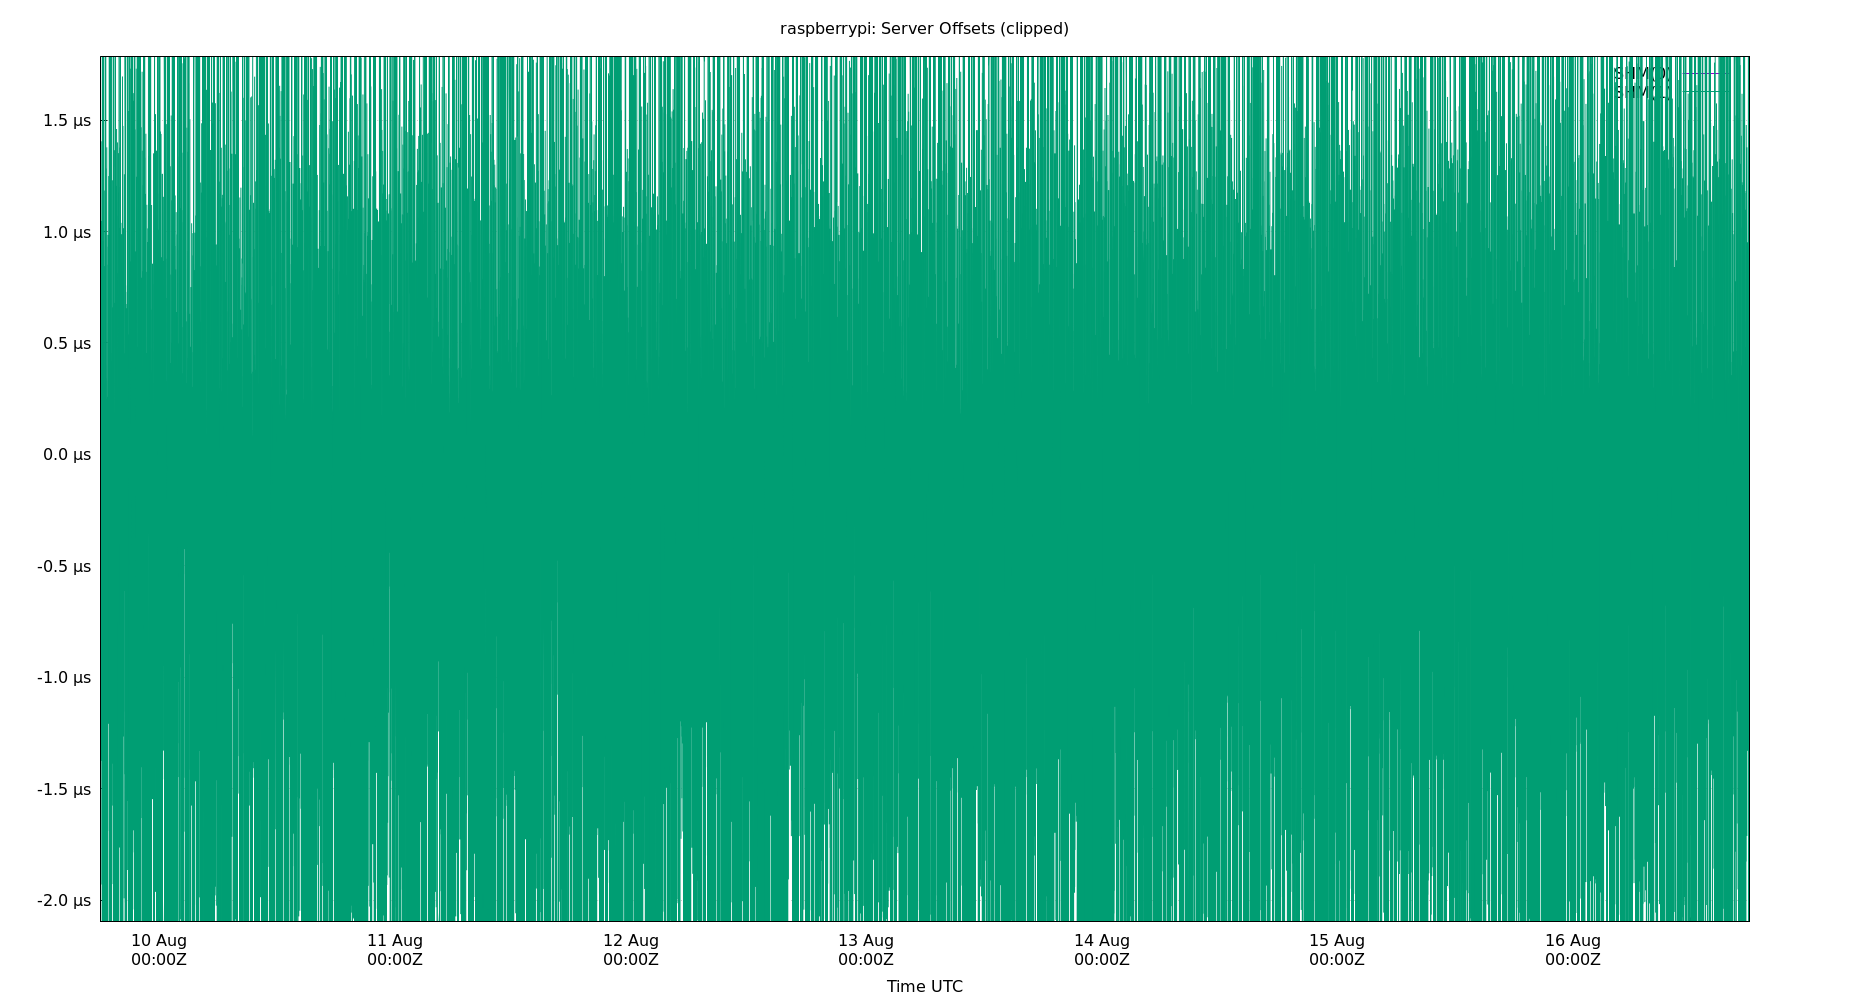 raspberrypi: Server Offsets (clipped)
SHM(0)
1.5 µs
1.0 µs
0.5 µs
0.0 µs
-0.5 µs
-1.0 µs
-1.5 µs
-2.0 µs
10 Aug 11 Aug 12 Aug 13 Aug 14 Aug 15 Aug 16 Aug
00:00Z 00:00Z 00:00Z 00:00Z 00:00Z 00:00Z 00:00Z
Time UTC